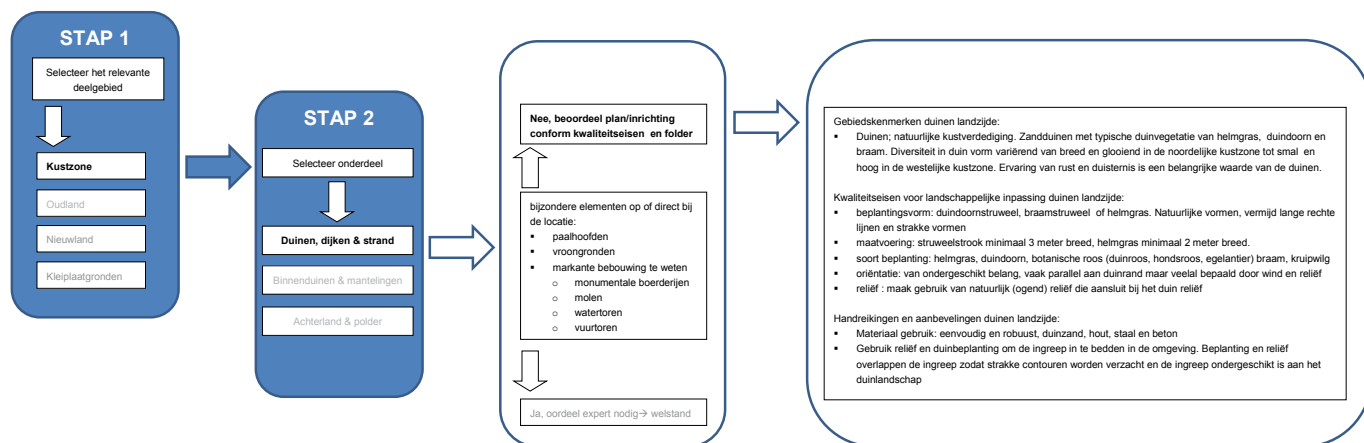 STAP 1
Selecteer het relevante
deelgebied
Kustzone
Oudland
Nieuwland
Kleiplaatgronden
STAP 2
Selecteer onderdeel
Duinen, dijken & strand
Binnenduinen & mantelingen
Achterland & polder
Nee, beoordeel plan/inrichting
conform kwaliteitseisen en folder
bijzondere elementen op of direct bij
de locatie:
▪ paalhoofden
▪ vroongronden
▪ markante bebouwing te weten
o monumentale boerderijen
o molen
o watertoren
o vuurtoren
Ja, oordeel expert nodig→ welstand
Gebiedskenmerken duinen landzijde:
▪ Duinen; natuurlijke kustverdediging. Zandduinen met typische duinvegetatie van helmgras, duindoorn en
braam. Diversiteit in duin vorm variërend van breed en glooiend in de noordelijke kustzone tot smal en
hoog in de westelijke kustzone. Ervaring van rust en duisternis is een belangrijke waarde van de duinen.
Kwaliteitseisen voor landschappelijke inpassing duinen landzijde:
▪ beplantingsvorm: duindoornstruweel, braamstruweel of helmgras. Natuurlijke vormen, vermijd lange rechte
lijnen en strakke vormen
▪ maatvoering: struweelstrook minimaal 3 meter breed, helmgras minimaal 2 meter breed.
▪ soort beplanting: helmgras, duindoorn, botanische roos (duinroos, hondsroos, egelantier) braam, kruipwilg
▪ oriëntatie: van ondergeschikt belang, vaak parallel aan duinrand maar veelal bepaald door wind en reliëf
▪ reliëf : maak gebruik van natuurlijk (ogend) reliëf die aansluit bij het duin reliëf
Handreikingen en aanbevelingen duinen landzijde:
▪ Materiaal gebruik: eenvoudig en robuust, duinzand, hout, staal en beton
▪ Gebruik reliëf en duinbeplanting om de ingreep in te bedden in de omgeving. Beplanting en reliëf
overlappen de ingreep zodat strakke contouren worden verzacht en de ingreep ondergeschikt is aan het
duinlandschap